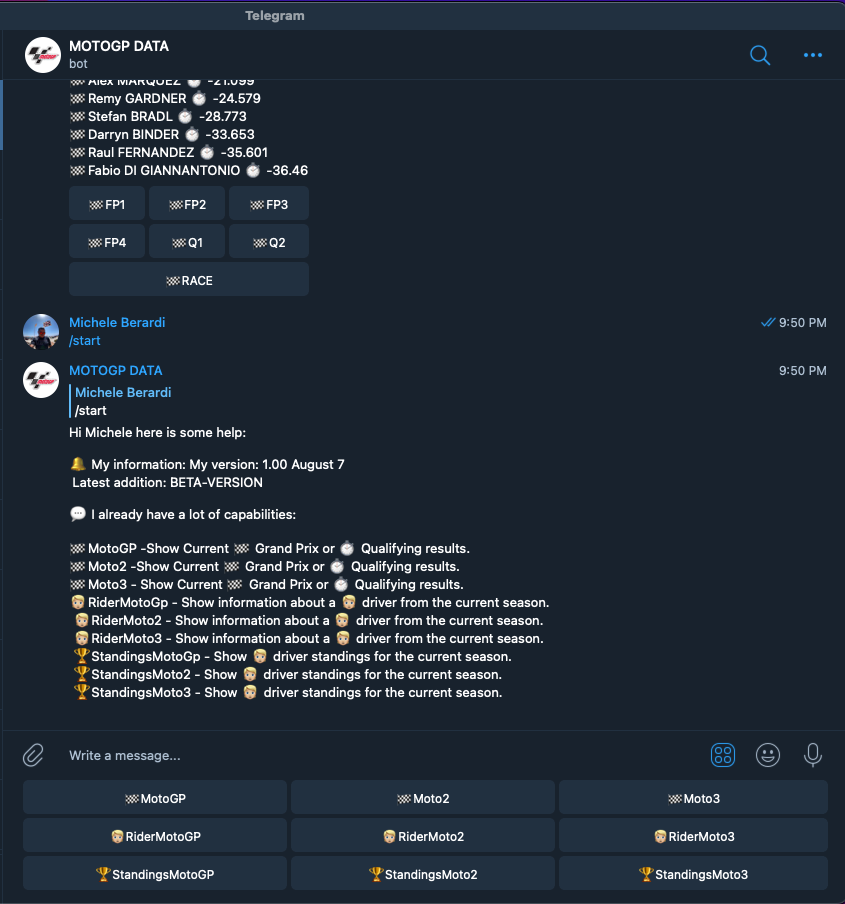 Telegram
MOTOGP DATA
bot
🏁 Alex MARQUEZ ⏱ -21.099
🏁 Remy GARDNER ⏱ -24.579
🏁 Stefan BRADL ⏱ -28.773
🏁 Darryn BINDER ⏱ -33.653
🏁 Raul FERNANDEZ ⏱ -35.601
🏁 Fabio DI GIANNANTONIO ⏱ -36.46
🏁 FP1 🏁 FP2 🏁 FP3
🏁 FP4 🏁 Q1 🏁 Q2
🏁 RACE
Michele Berardi 9:50 PM
/start
MOTOGP DATA 9:50 PM
Michele Berardi
/start
Hi Michele here is some help:
🔔 My information: My version: 1.00 August 7
Latest addition: BETA-VERSION
💬 I already have a lot of capabilities:
🏁 MotoGP -Show Current 🏁 Grand Prix or ⏱ Qualifying results.
🏁 Moto2 -Show Current 🏁 Grand Prix or ⏱ Qualifying results.
🏁 Moto3 - Show Current 🏁 Grand Prix or ⏱ Qualifying results.
👱🏼 RiderMotoGp - Show information about a 👱🏼 driver from the current season.
👱🏼 RiderMoto2 - Show information about a 👱🏼 driver from the current season.
👱🏼 RiderMoto3 - Show information about a 👱🏼 driver from the current season.
🏆StandingsMotoGp - Show 👱🏼 driver standings for the current season.
🏆StandingsMoto2 - Show 👱🏼 driver standings for the current season.
🏆StandingsMoto3 - Show 👱🏼 driver standings for the current season.
Write a message...
🏁 MotoGP 🏁 Moto2 🏁 Moto3
👱🏼 RiderMotoGP 👱🏼 RiderMoto2 👱🏼 RiderMoto3
🏆StandingsMotoGP 🏆StandingsMoto2 🏆StandingsMoto3